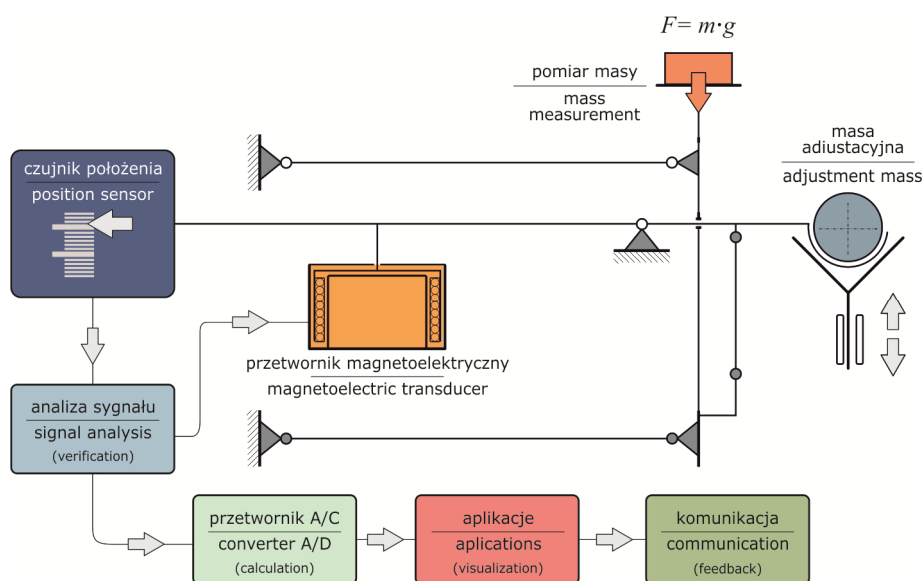 F= m·g
pomiar masy
mass
measurement
masa
adiustacyjna
adjustment mass
czujnik położenia
position sensor
przetwornik magnetoelektryczny
magnetoelectric transducer
analiza sygnału
signal analysis
(verification)
przetwornik A/C
converter A/D
(calculation)
aplikacje
aplications
(visualization)
komunikacja
communication
(feedback)